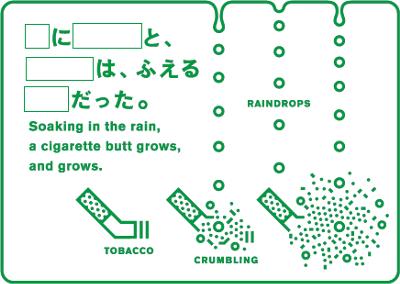 に と、
は、ふえる
だった。
Soaking in the rain,
a cigarette butt grows,
and grows.
RAINDROPS
TOBACCO
CRUMBLING